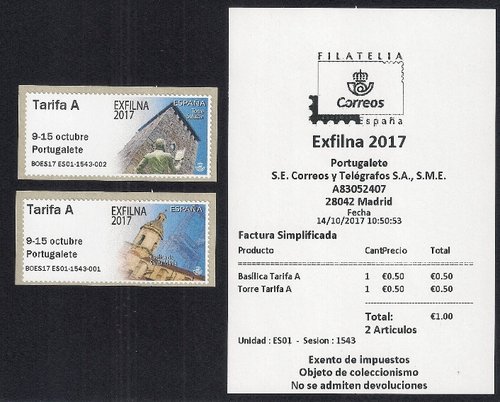 Tarifa A
EXFILNA
2017
ESPAÑA
Torre
Salazar
9-15 octubre
Portugalete
BOES17 ES01-1543-002
Tarifa A
EXFILNA
2017
ESPAÑA
9-15 octubre
Portugalete
BOES17 ES01-1543-001
FILATELIA
Correos
España
Exfilna 2017
Portugalete
S.E. Correos y Telégrafos S.A., S.M.E.
A83052407
28042 Madrid
Fecha
14/10/2017 10:50:53
Factura Simplificada
Producto CantPrecio Total
Basílica Tarifa A 1 €0.50 €0.50
Torre Tarifa A 1 €0.50 €0.50
Total: €1.00
2 Articulos
Unidad : ES01 - Sesion : 1543
Exento de impuestos
Objeto de coleccionismo
No se admiten devoluciones